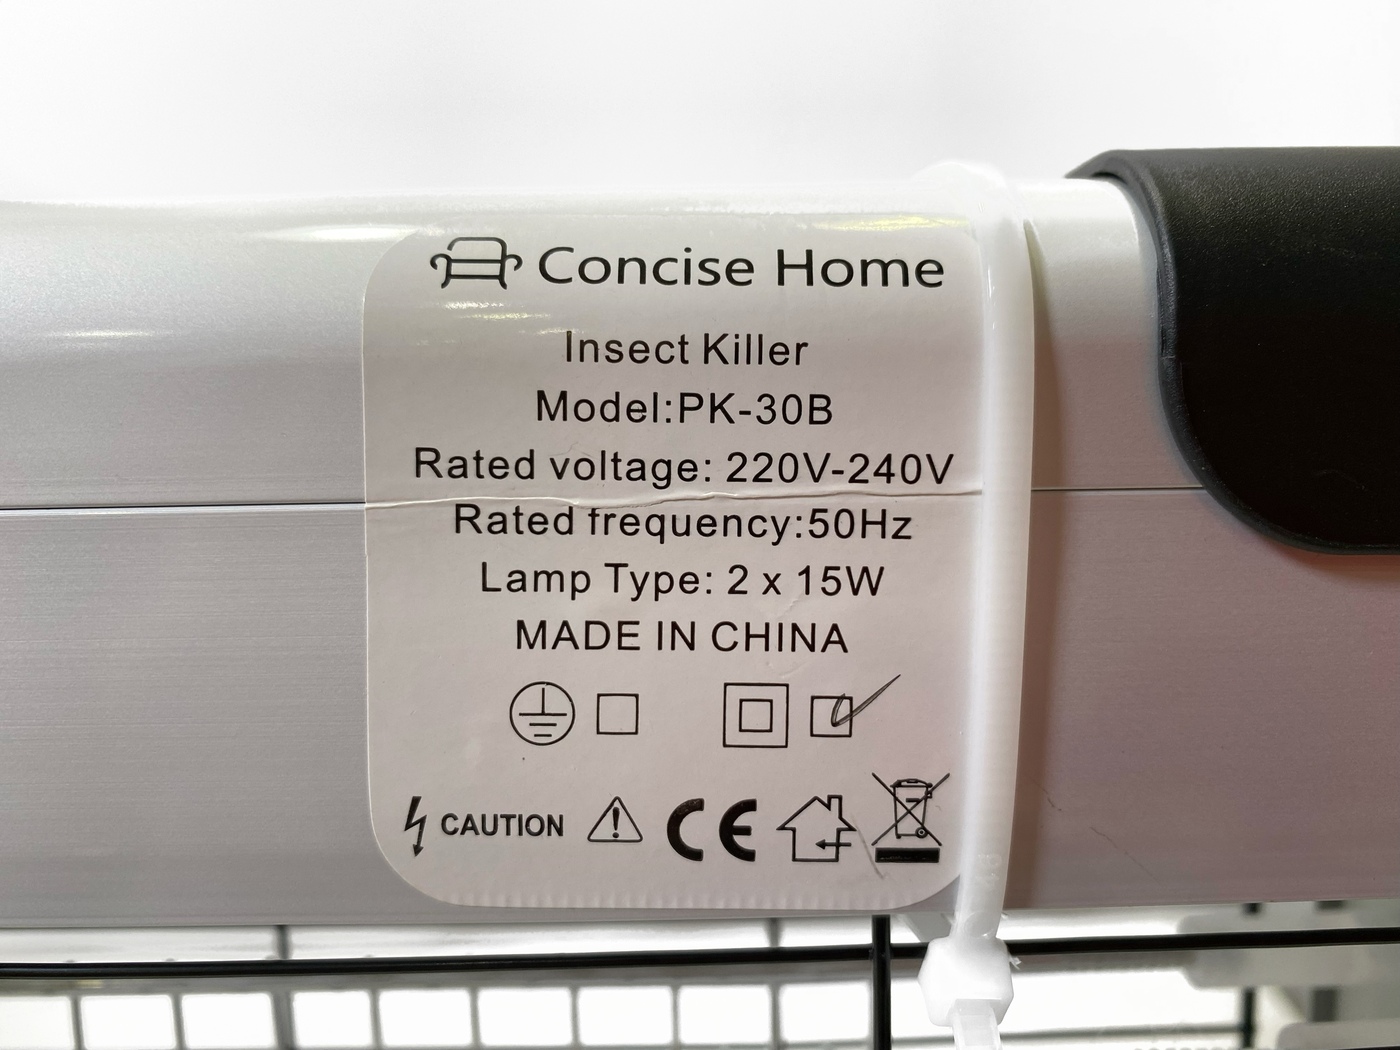 Concise Home
Insect Killer
Model:PK-30B
Rated voltage: 220V-240V
Rated frequency:50Hz
Lamp Type: 2 x 15W
MADE IN CHINA
CAUTION
CE